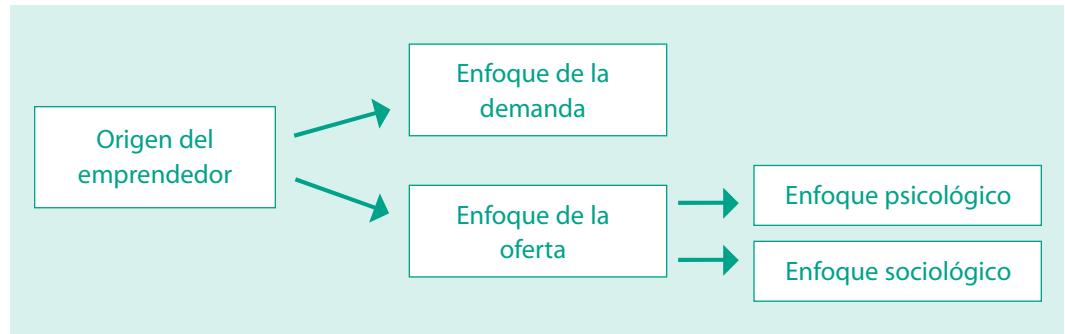 Origen del
emprendedor
Enfoque de la
demanda
Enfoque de la
oferta
Enfoque psicológico
Enfoque sociológico